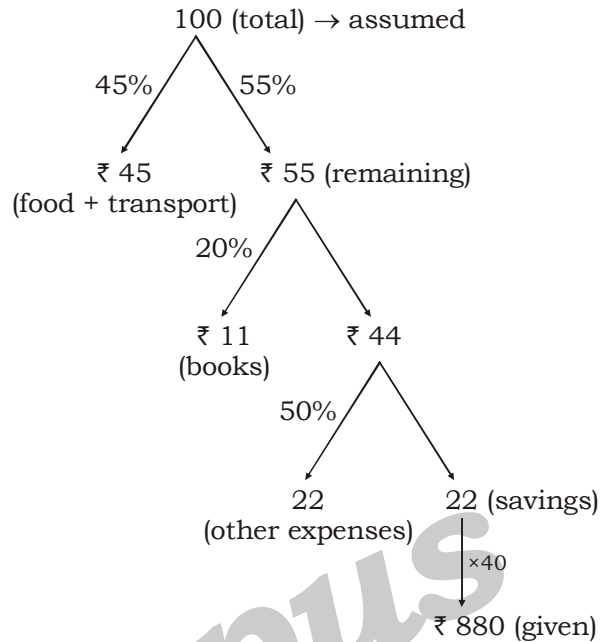 100 (total) → assumed
45% 55%
₹ 45 ₹ 55 (remaining)
(food + transport)
20%
₹ 11 ₹ 44
(books)
50%
22 22 (savings)
(other expenses)
×40
₹ 880 (given)
pus